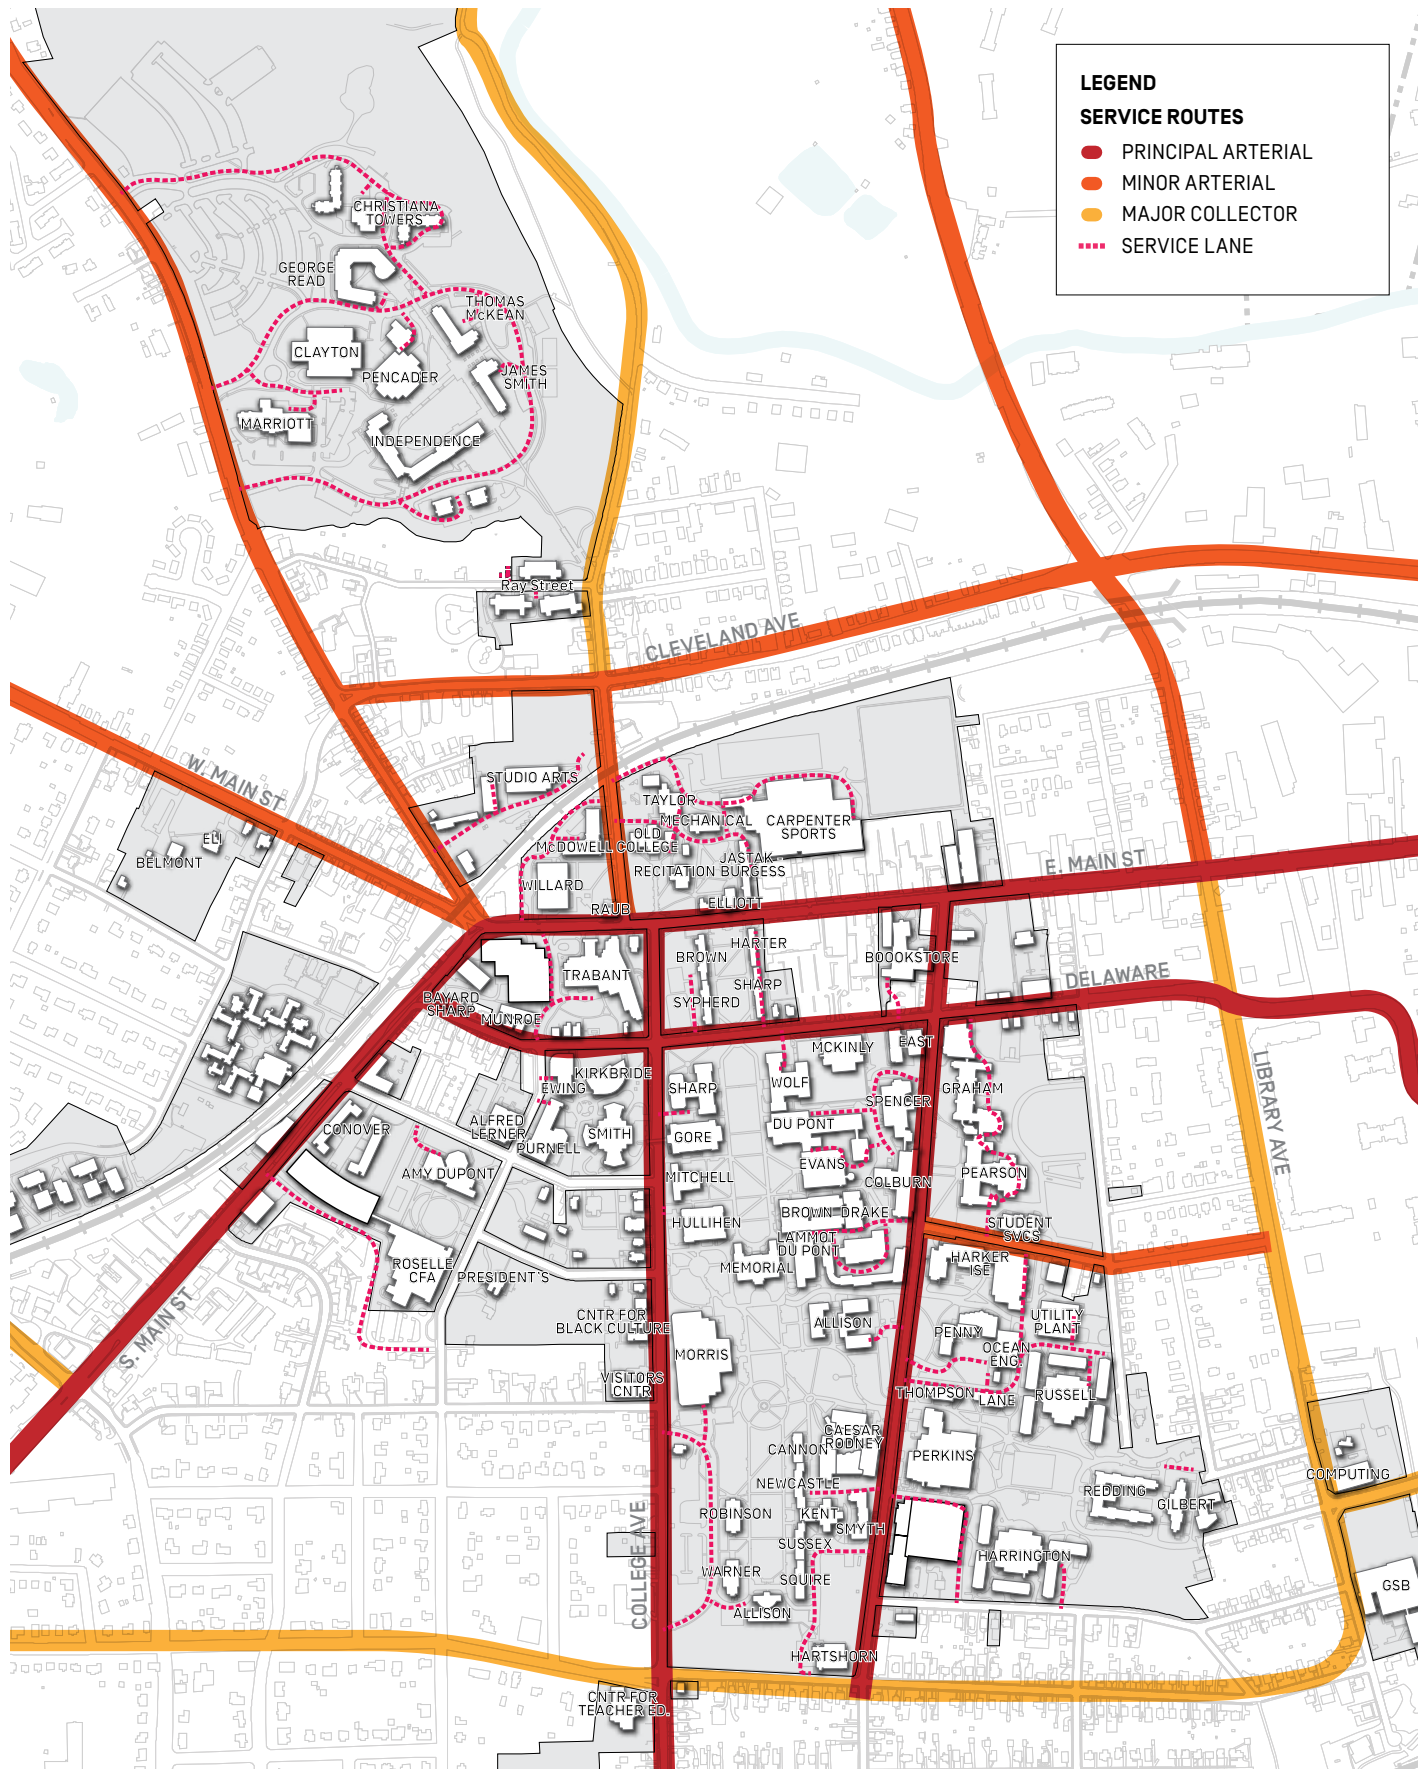 LEGEND
SERVICE ROUTES
PRINCIPAL ARTERIAL
MINOR ARTERIAL
MAJOR COLLECTOR
SERVICE LANE
CHRISTIANA
TOWERS
GEORGE
READ
THOMAS
McKEAN
CLAYTON
PENCADER
JAMES
SMITH
MARRIOTT
INDEPENDENCE
Ray Street
CLEVELAND AVE
W. MAIN ST
STUDIO ARTS
TAYLOR
MECHANICAL
CARPENTER
SPORTS
OLD
COLLEGE
McDOWELL
ELI
BELMONT
JASTAK
BURGESS
RECITATION
E. MAIN ST
WILLARD
RAUB
ELLIOTT
HARTER
BROWN
BOOOKSTORE
TRABANT
SHARP
SYPHERD
DELAWARE
BAYARD
SHARP
MUNROE
MCKINLY
EAST
KIRKBRIDE
EWING
SHARP
WOLF
GRAHAM
SPENCER
LIBRARY AVE
ALFRED
LERNER
CONOVER
PURNELL
SMITH
GORE
DU PONT
AMY DUPONT
MITCHELL
EVANS
COLBURN
PEARSON
BROWN
DRAKE
HULLIHEN
STUDENT
SVCS
LAMMOT
DU PONT
MEMORIAL
HARKER
ISE
ROSELLE
CFA
PRESIDENT`S
S. MAIN ST
CNTR FOR
BLACK CULTURE
ALLISON
UTILITY
PLANT
PENNY
OCEAN
ENG.
MORRIS
VISITORS
CNTR
THOMPSON
LANE
RUSSELL
CAESAR
RODNEY
CANNON
PERKINS
COMPUTING
NEWCASTLE
REDDING
GILBERT
COLLEGE AVE
ROBINSON
KENT
SMYTH
SUSSEX
HARRINGTON
WARNER
SQUIRE
GSB
ALLISON
HARTSHORN
CNTR FOR
TEACHER ED.